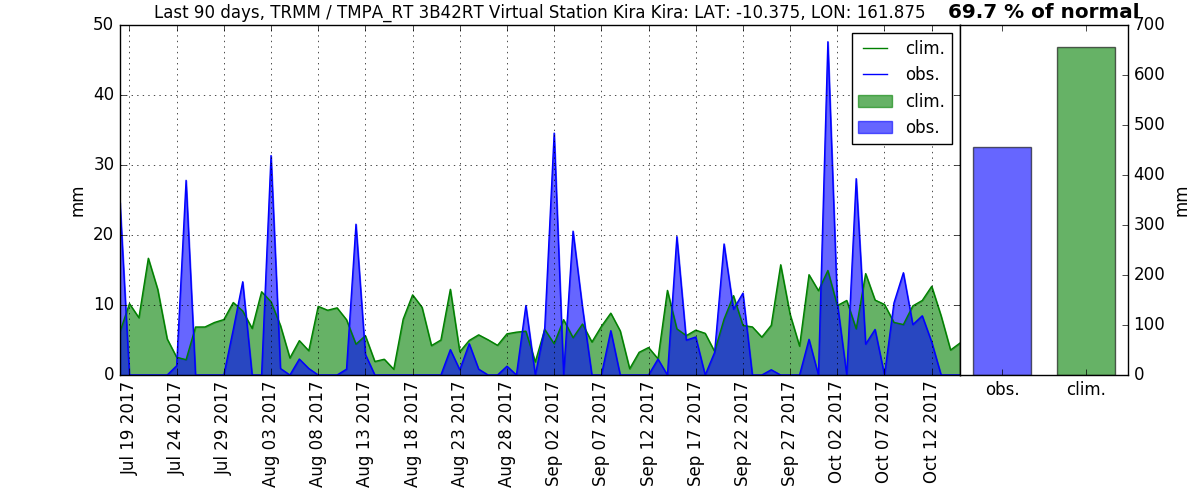 Last 90 days, TRMM / TMPA_RT 3B42RT Virtual Station Kira Kira: LAT: -10.375, LON: 161.875
69.7 % of normal
50
40
30
20
10
0
mm
clim.
obs.
clim.
obs.
Jul 19 2017
Jul 24 2017
Jul 29 2017
Aug 03 2017
Aug 08 2017
Aug 13 2017
Aug 18 2017
Aug 23 2017
Aug 28 2017
Sep 02 2017
Sep 07 2017
Sep 12 2017
Sep 17 2017
Sep 22 2017
Sep 27 2017
Oct 02 2017
Oct 07 2017
Oct 12 2017
700
600
500
400
300
200
100
0
mm
obs.
clim.